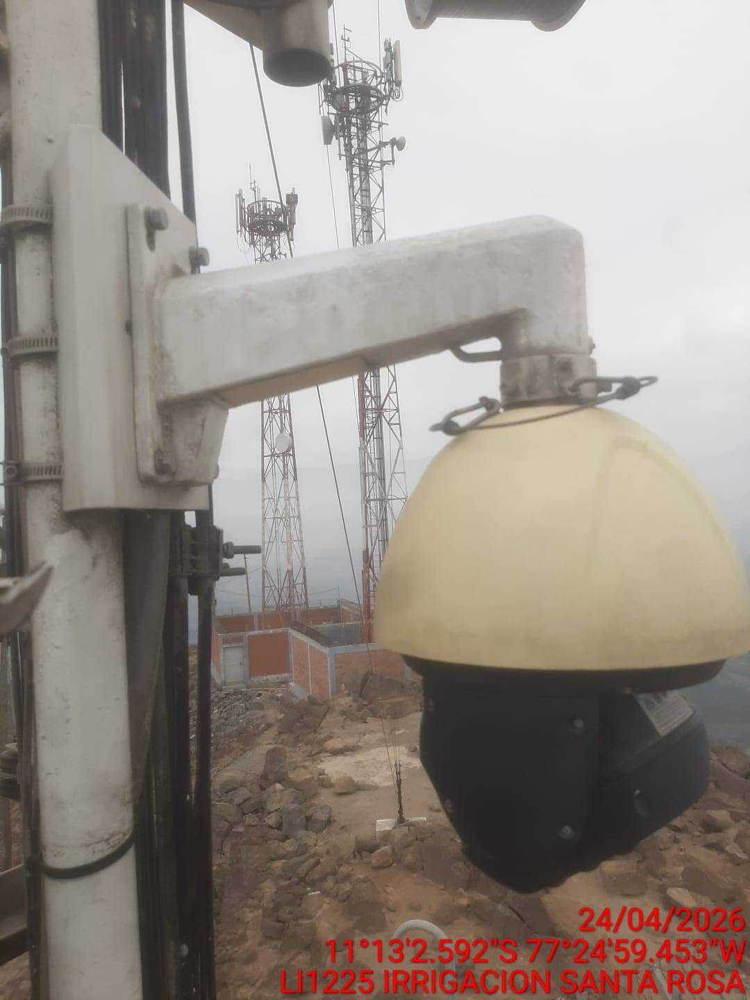 24/04/2026
11°13'2.592"S 77°24'59.453"W
LI1225 IRRIGACION SANTA ROSA